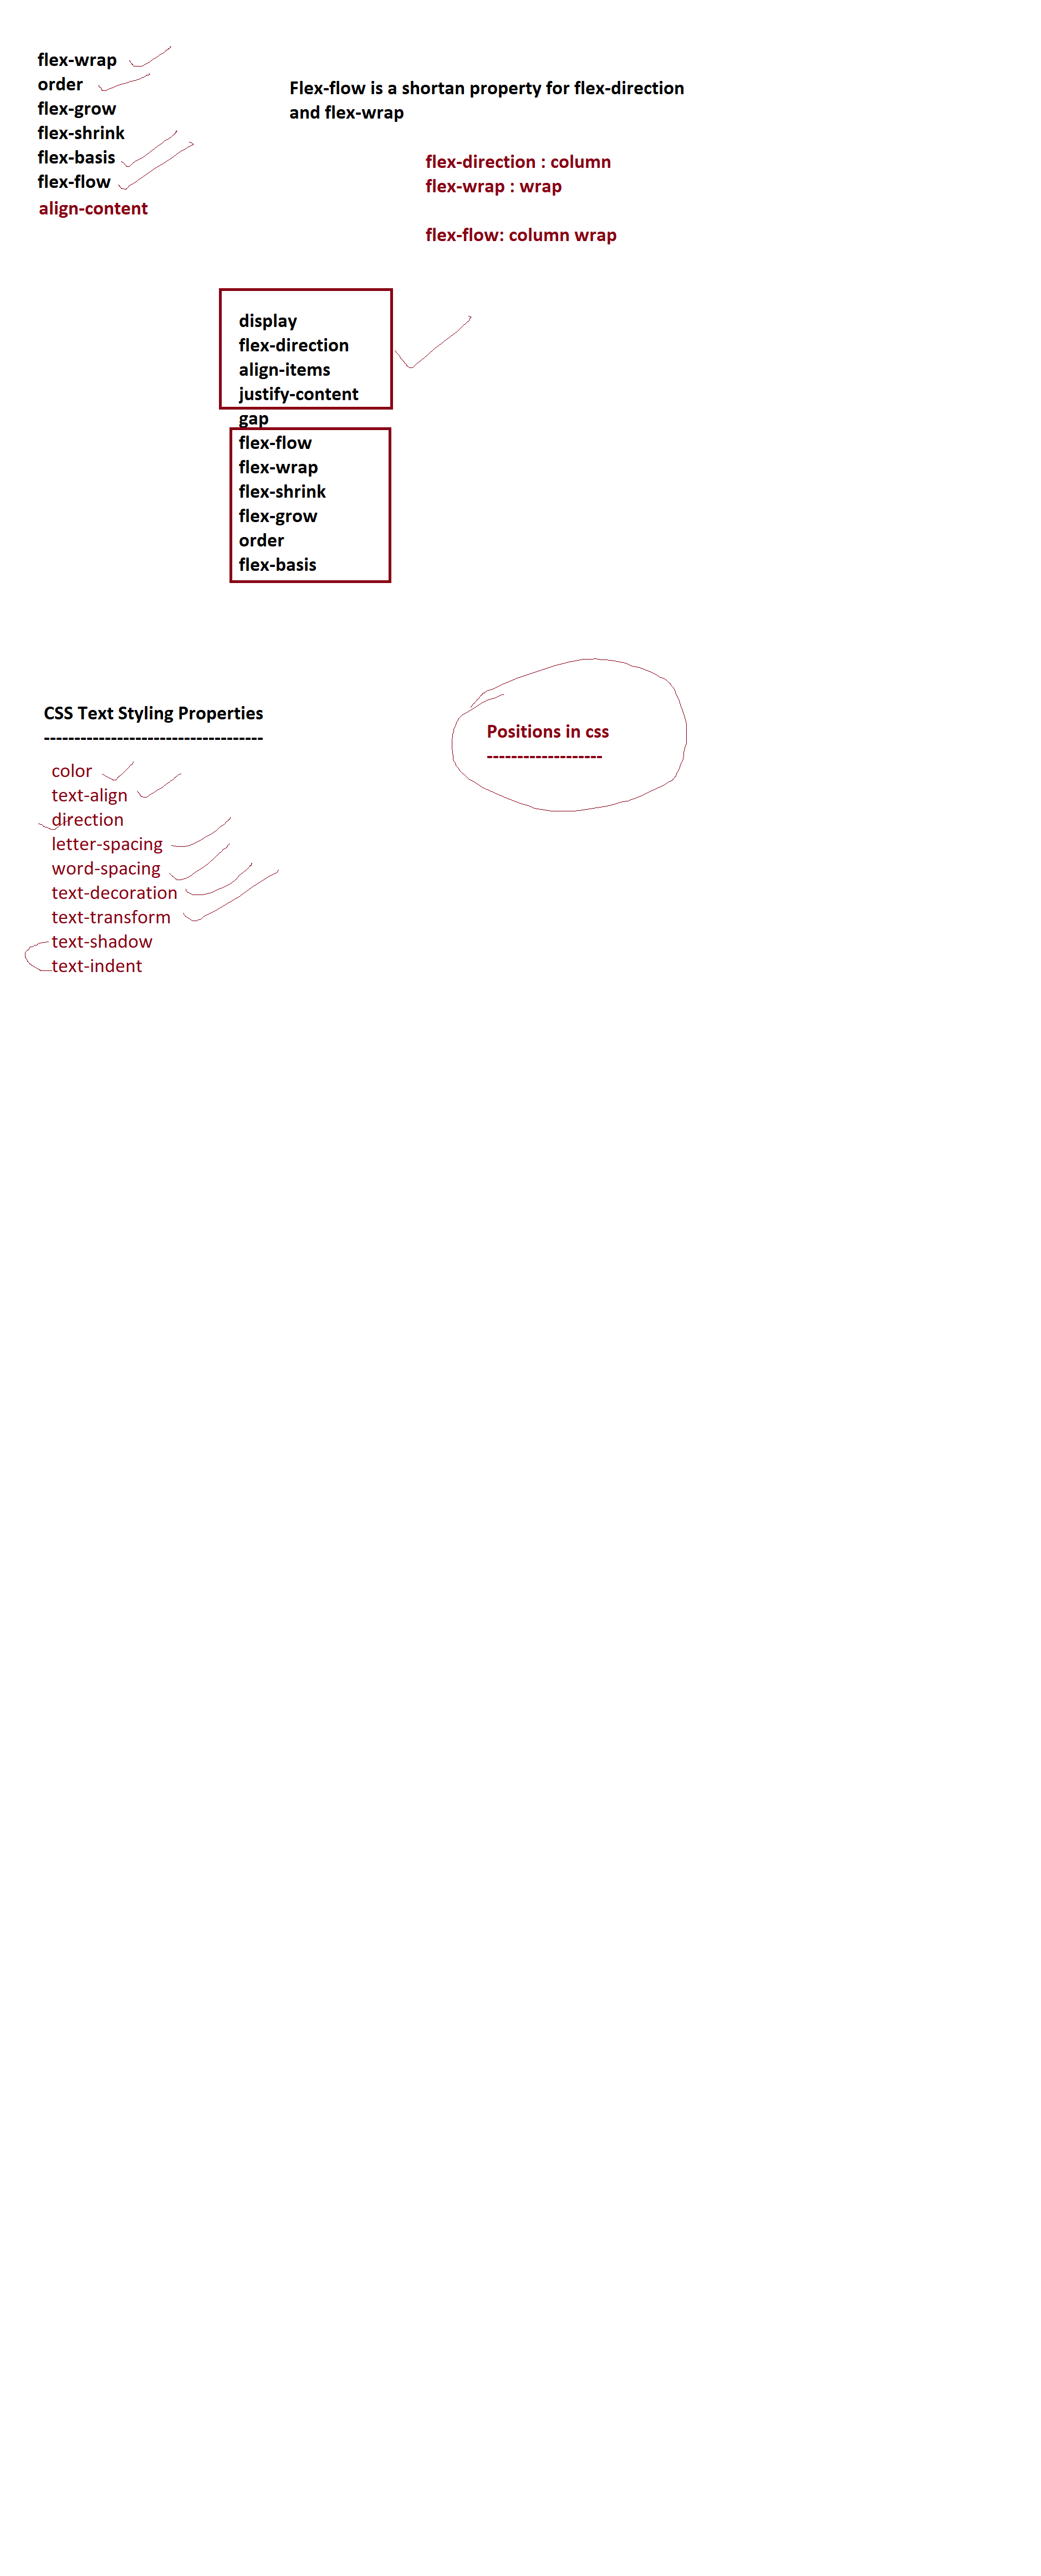 flex-wrap
order
flex-grow
flex-shrink
flex-basis
flex-flow
align-content
Flex-flow is a shortan property for flex-direction
and flex-wrap
flex-direction : column
flex-wrap : wrap
flex-flow: column wrap
display
flex-direction
align-items
justify-content
gap
flex-flow
flex-wrap
flex-shrink
flex-grow
order
flex-basis
CSS Text Styling Properties
------------------------------------
color
text-align
direction
letter-spacing
word-spacing
text-decoration
text-transform
text-shadow
text-indent
Positions in css
-------------------